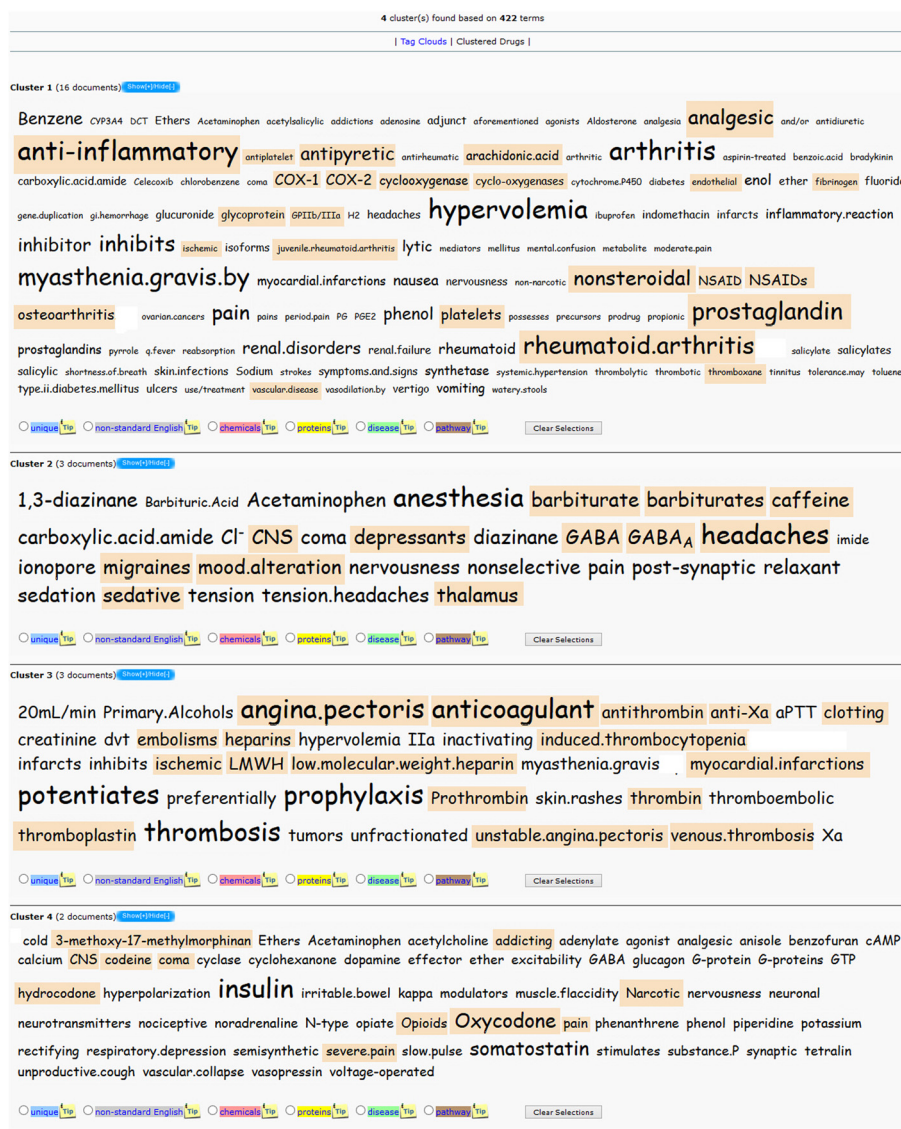 4 cluster(s) found based on 422 terms
| Tag Clouds | Clustered Drugs |
Cluster 1 (16 documents) Show[+]/Hide[-]
Benzene CYP3A4 DCT Ethers Acetaminophen acetylsalicylic addictions adenosine adjunct aforementioned agonists Aldosterone analgesia analgesic and/or antidiuretic
anti-inflammatory antiplatelet antipyretic antirheumatic arachidonic.acid arthritic arthritis aspirin-treated benzoic.acid bradykinin
carboxylic.acid.amide Celecoxib chlorobenzene coma COX-1 COX-2 cyclooxygenase cyclo-oxygenases cytochrome.P450 diabetes endothelial enol ether fibrinogen fluoride
gene.duplication gi.hemorrhage glucuronide glycoprotein GPIIb/IIIa H2 headaches hypervolemia ibuprofen indomethacin infarcts inflammatory.reaction
inhibitor inhibits ischemic isoforms juvenile.rheumatoid.arthritis lytic mediators mellitus mental.confusion metabolite moderate.pain
myasthenia.gravis.by myocardial.infarctions nausea nervousness non-narcotic nonsteroidal NSAID NSAIDs
osteoarthritis ovarian.cancers pain pains period.pain PG PGE2 phenol platelets possesses precursors prodrug propionic prostaglandin
prostaglandins pyrrole q.fever reabsorption renal.disorders renal.failure rheumatoid rheumatoid.arthritis salicylate salicylates
salicylic shortness.of.breath skin.infections Sodium strokes symptoms.and.signs synthetase systemic.hypertension thrombolytic thrombotic thromboxane tinnitus tolerance.may toluene
type.ii.diabetes.mellitus ulcers use/treatment vascular.disease vasodilation.by vertigo vomiting watery.stools
unique Tip non-standard English Tip chemicals Tip proteins Tip disease Tip pathway Tip Clear Selections
Cluster 2 (3 documents) Show[+]/Hide[-]
1,3-diazinane Barbituric.Acid Acetaminophen anesthesia barbiturate barbiturates caffeine
carboxylic.acid.amide Cl- CNS coma depressants diazinane GABA GABAA headaches imide
ionopore migraines mood.alteration nervousness nonselective pain post-synaptic relaxant
sedation sedative tension tension.headaches thalamus
unique Tip non-standard English Tip chemicals Tip proteins Tip disease Tip pathway Tip Clear Selections
Cluster 3 (3 documents) Show[+]/Hide[-]
20mL/min Primary.Alcohols angina.pectoris anticoagulant antithrombin anti-Xa aPTT clotting
creatinine dvt embolisms heparins hypervolemia IIa inactivating induced.thrombocytopenia
infarcts inhibits ischemic LMWH low.molecular.weight.heparin myasthenia.gravis . myocardial.infarctions
potentiates preferentially prophylaxis Prothrombin skin.rashes thrombin thromboembolic
thromboplastin thrombosis tumors unfractionated unstable.angina.pectoris venous.thrombosis Xa
unique Tip non-standard English Tip chemicals Tip proteins Tip disease Tip pathway Tip Clear Selections
Cluster 4 (2 documents) Show[+]/Hide[-]
cold 3-methoxy-17-methylmorphinan Ethers Acetaminophen acetylcholine addicting adenylate agonist analgesic anisole benzofuran cAMP
calcium CNS codeine coma cyclase cyclohexanone dopamine effector ether excitability GABA glucagon G-protein G-proteins GTP
hydrocodone hyperpolarization insulin irritable.bowel kappa modulators muscle.flaccidity Narcotic nervousness neuronal
neurotransmitters nociceptive noradrenaline N-type opiate Opioids Oxycodone pain phenanthrene phenol piperidine potassium
rectifying respiratory.depression semisynthetic severe.pain slow.pulse somatostatin stimulates substance.P synaptic tetralin
unproductive.cough vascular.collapse vasopressin voltage-operated
unique Tip non-standard English Tip chemicals Tip proteins Tip disease Tip pathway Tip Clear Selections